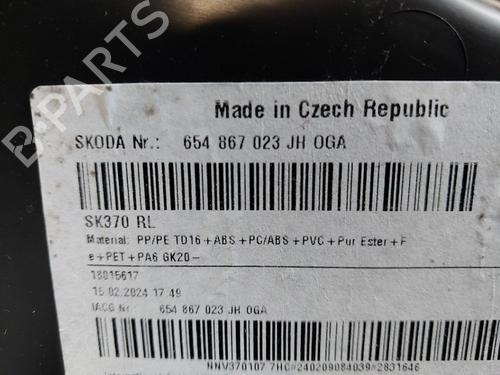 Made in Czech Republic
SKODA Nr.: 654 867 023 JH OGA
SK370 RL
Material: PP/PE TD16+ABS+PC/ABS+PVC+Pur Ester+F
e+PET+PA6 GK20-
18015617
15.02.2024 17 49
IACG Nr: 654 867 023 JH OGA
NNV370107 7HC#240209084039#2831646
B-PARTS